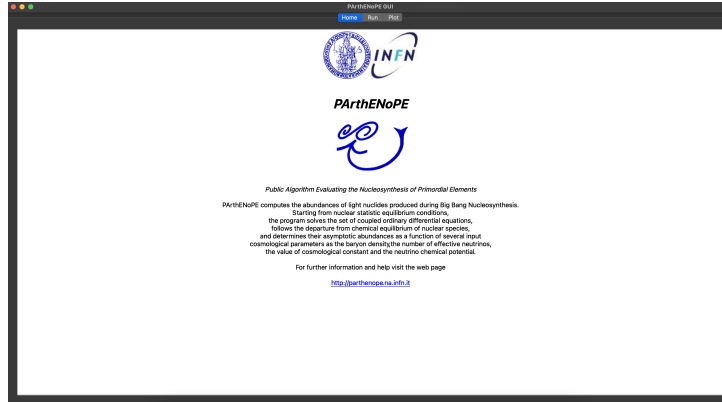 PArthENoPE GUI
Home Run Plot
INFN
PArthENoPE
Public Algorithm Evaluating the Nucleosynthesis of Primordial Elements
PArthENoPE computes the abundances of light nuclides produced during Big Bang Nucleosynthesis.
Starting from nuclear statistic equilibrium conditions,
the program solves the set of coupled ordinary differential equations,
follows the departure from chemical equilibrium of nuclear species,
and determines their asymptotic abundances as a function of several input
cosmological parameters as the baryon density,the number of effective neutrinos,
the value of cosmological constant and the neutrino chemical potential.
For further information and help visit the web page
http://parthenope.na.infn.it